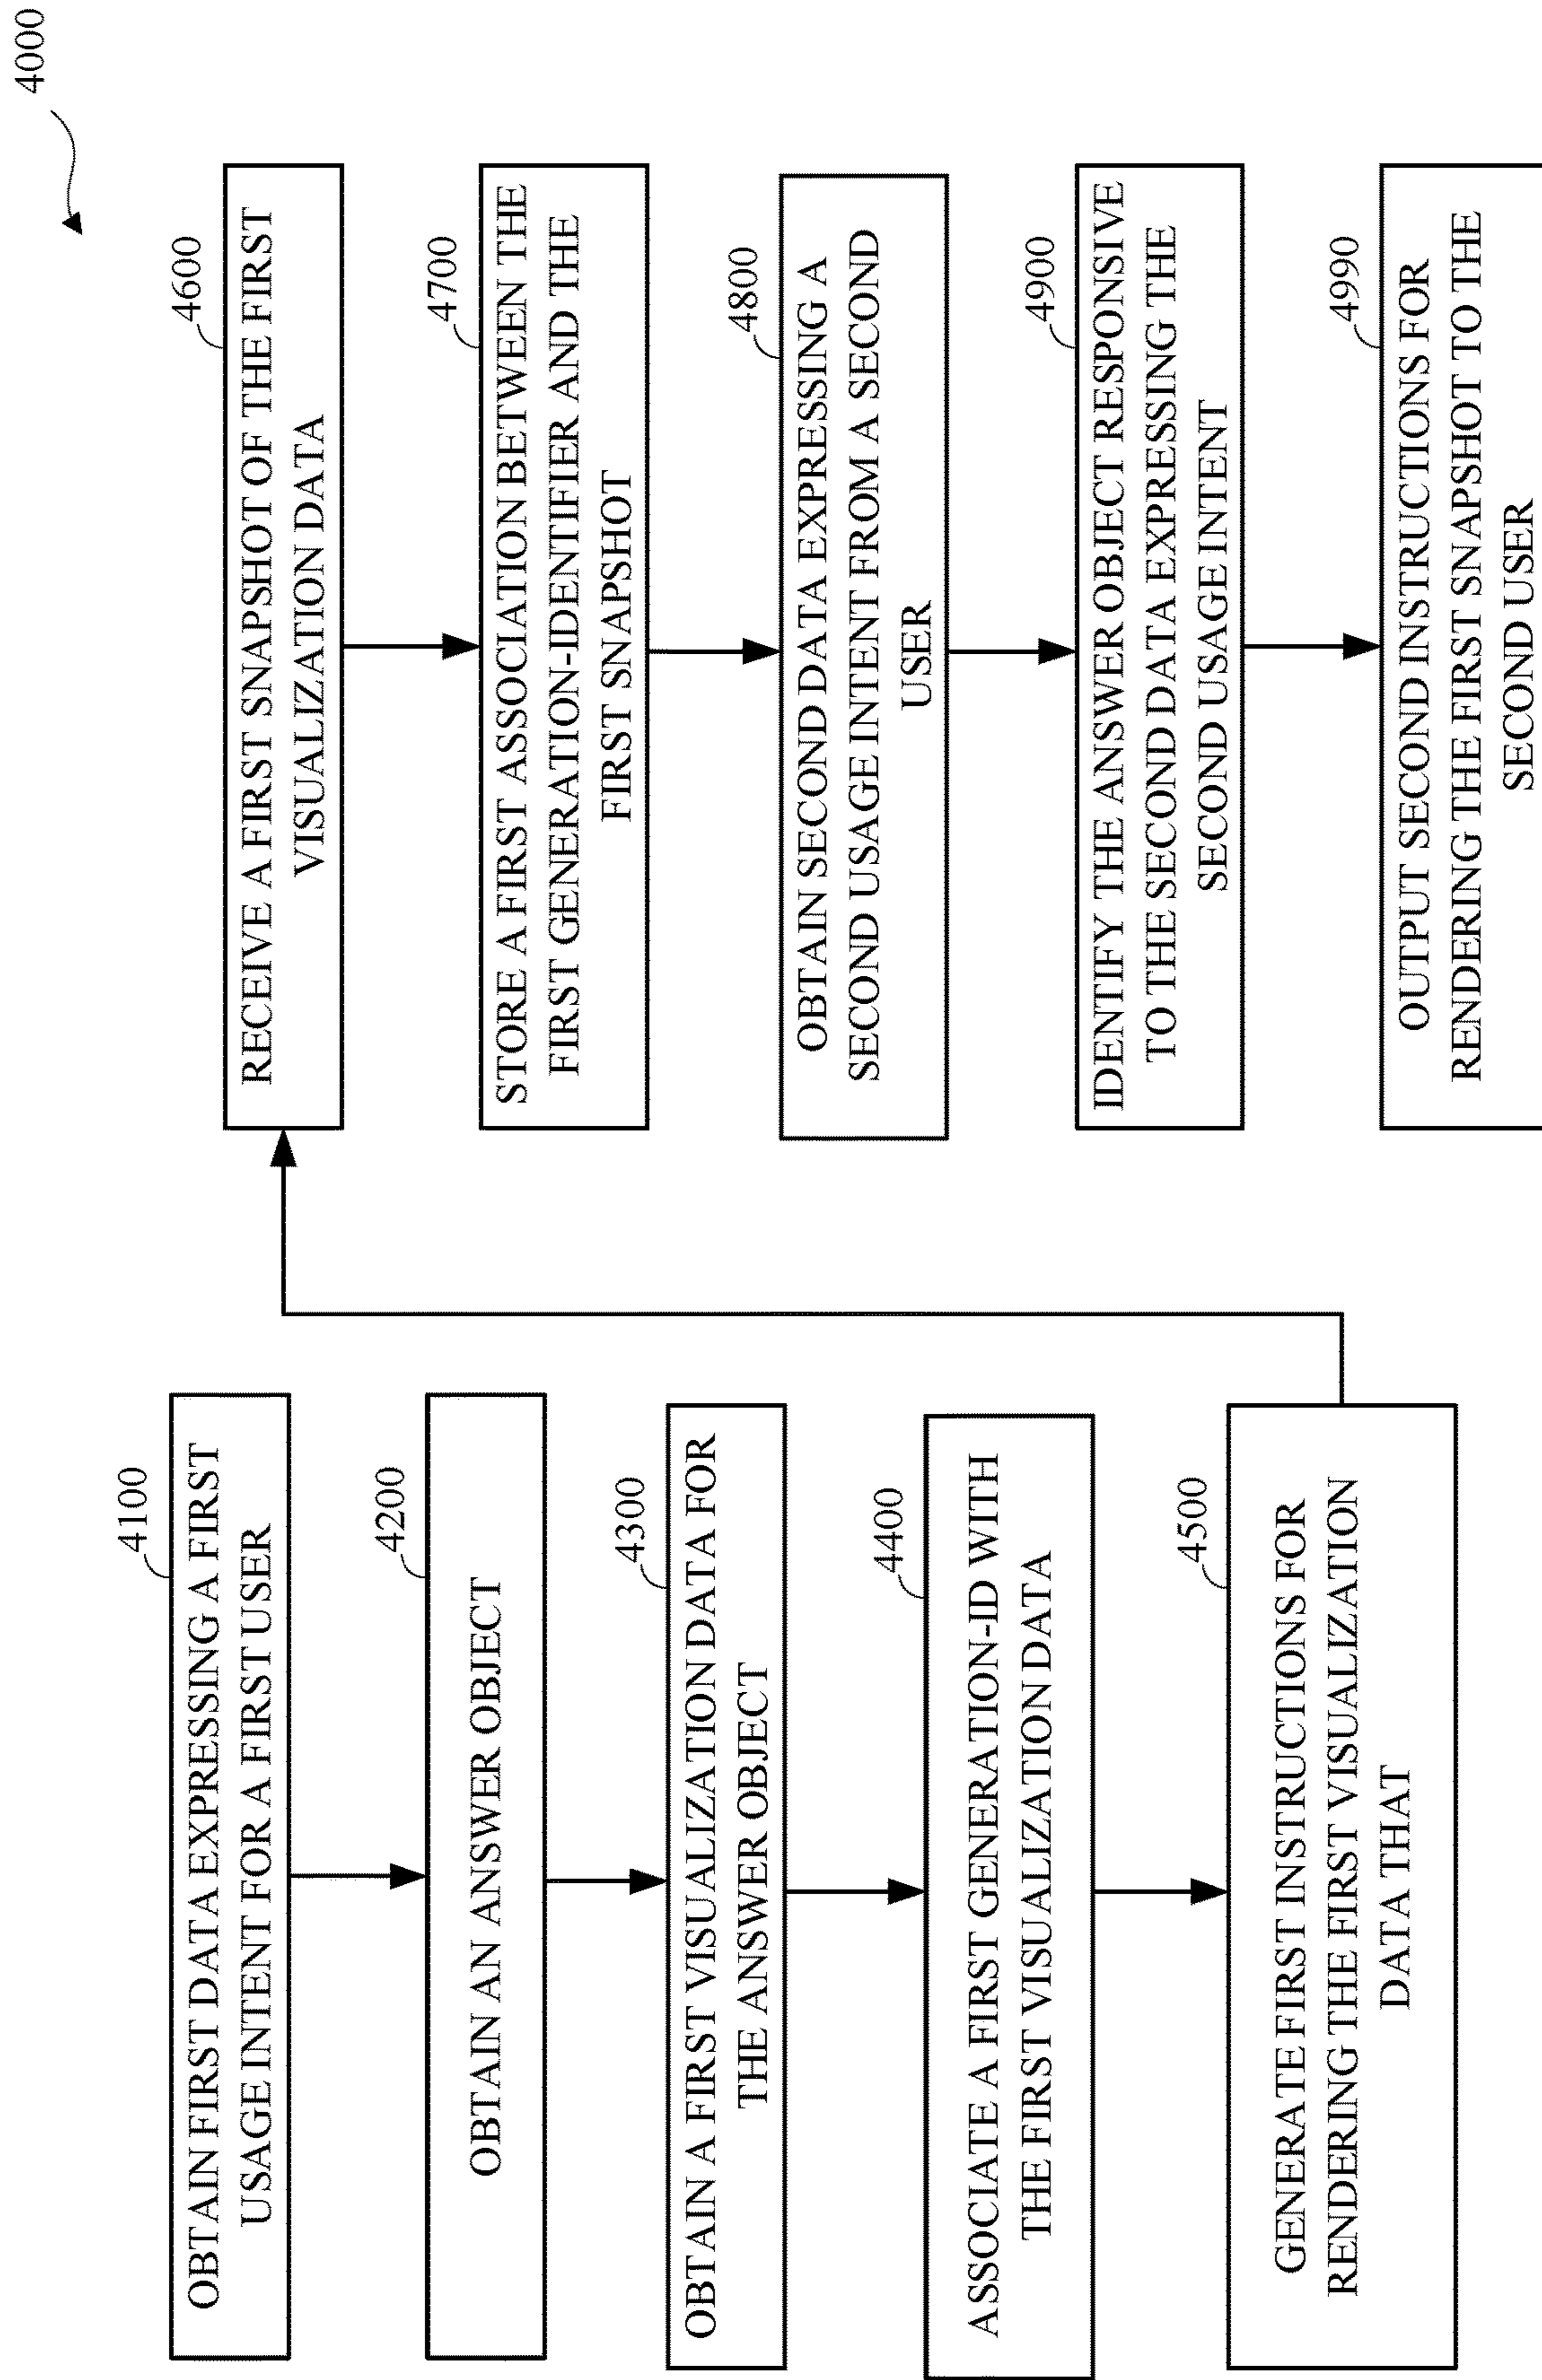 4000
4100
OBTAIN FIRST DATA EXPRESSING A FIRST
USAGE INTENT FOR A FIRST USER
4200
OBTAIN AN ANSWER OBJECT
4300
OBTAIN A FIRST VISUALIZATION DATA FOR
THE ANSWER OBJECT
4400
ASSOCIATE A FIRST GENERATION-ID WITH
THE FIRST VISUALIZATION DATA
4500
GENERATE FIRST INSTRUCTIONS FOR
RENDERING THE FIRST VISUALIZATION
DATA THAT
4600
RECEIVE A FIRST SNAPSHOT OF THE FIRST
VISUALIZATION DATA
4700
STORE A FIRST ASSOCIATION BETWEEN THE
FIRST GENERATION-IDENTIFIER AND THE
FIRST SNAPSHOT
4800
OBTAIN SECOND DATA EXPRESSING A
SECOND USAGE INTENT FROM A SECOND
USER
4900
IDENTIFY THE ANSWER OBJECT RESPONSIVE
TO THE SECOND DATA EXPRESSING THE
SECOND USAGE INTENT
4990
OUTPUT SECOND INSTRUCTIONS FOR
RENDERING THE FIRST SNAPSHOT TO THE
SECOND USER